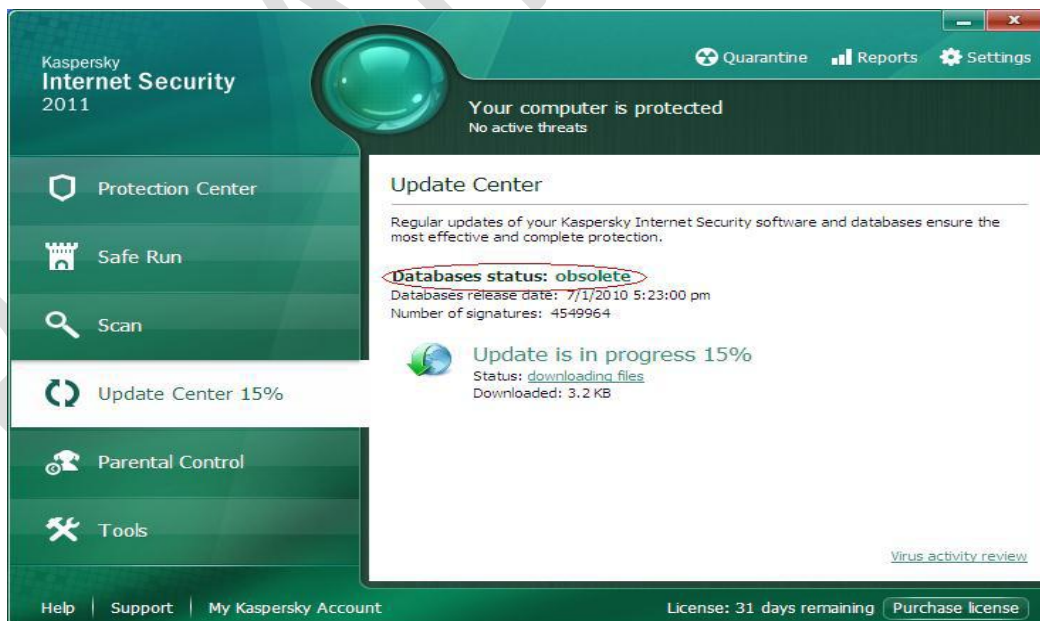 Kaspersky
Internet Security
2011
Quarantine
Reports
Settings
Your computer is protected
No active threats
Protection Center
Safe Run
Scan
Update Center 15%
Parental Control
Tools
Update Center
Regular updates of your Kaspersky Internet Security software and databases ensure the
most effective and complete protection.
Databases status: obsolete
Databases release date: 7/1/2010 5:23:00 pm
Number of signatures: 4549964
Update is in progress 15%
Status: downloading files
Downloaded: 3.2 KB
Virus activity review
Help | Support | My Kaspersky Account
License: 31 days remaining
Purchase license